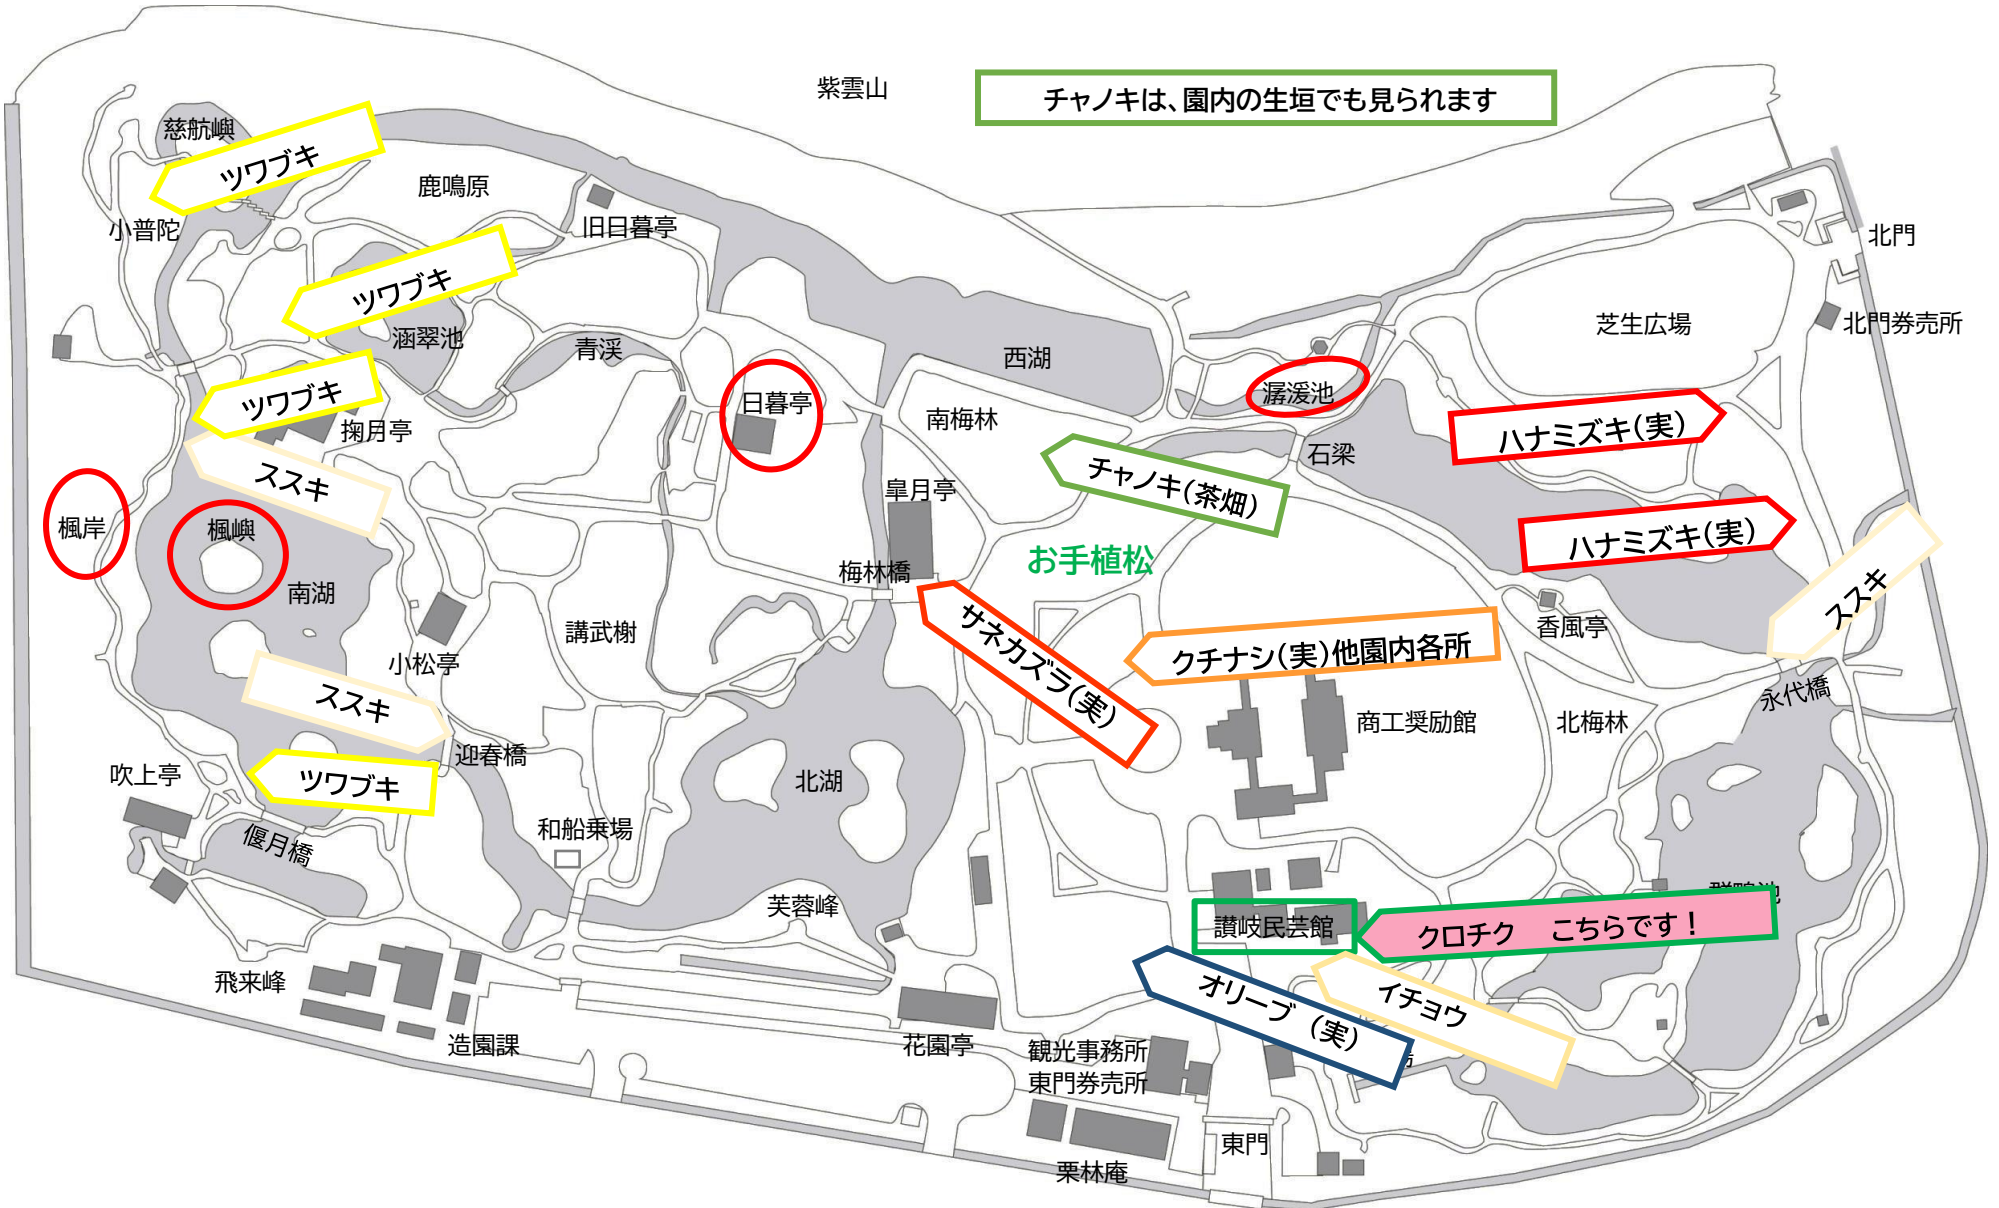 紫雲山
チャノキは、園内の生垣でも見られます
慈航嶼
ツワブキ
鹿鳴原
小普陀
旧日暮亭
北門
ツワブキ
涵翠池
青渓
西湖
芝生広場
北門券売所
ツワブキ
掬月亭
日暮亭
南梅林
潺湲池
ハナミズキ(実)
石梁
ススキ
チャノキ(茶畑)
皐月亭
楓岸
楓嶼
ハナミズキ(実)
お手植松
梅林橋
南湖
ススキ
サネカズラ(実)
講武榭
香風亭
小松亭
クチナシ(実)他園内各所
ススキ
永代橋
商工奨励館
北梅林
迎春橋
吹上亭
ツワブキ
北湖
和船乗場
偃月橋
芙蓉峰
讃岐民芸館
クロチク こちらです!
飛来峰
オリーブ (実)
イチョウ
造園課
花園亭
観光事務所
東門券売所
東門
栗林庵